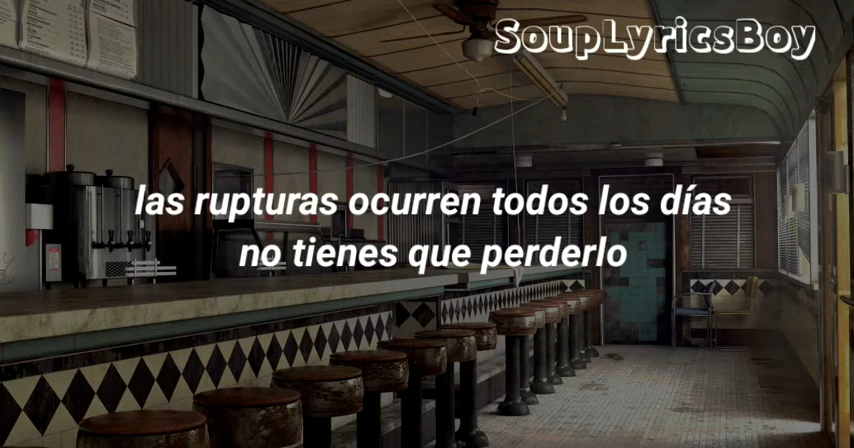 SoupLyricsBoy
las rupturas ocurren todos los días
no tienes que perderlo